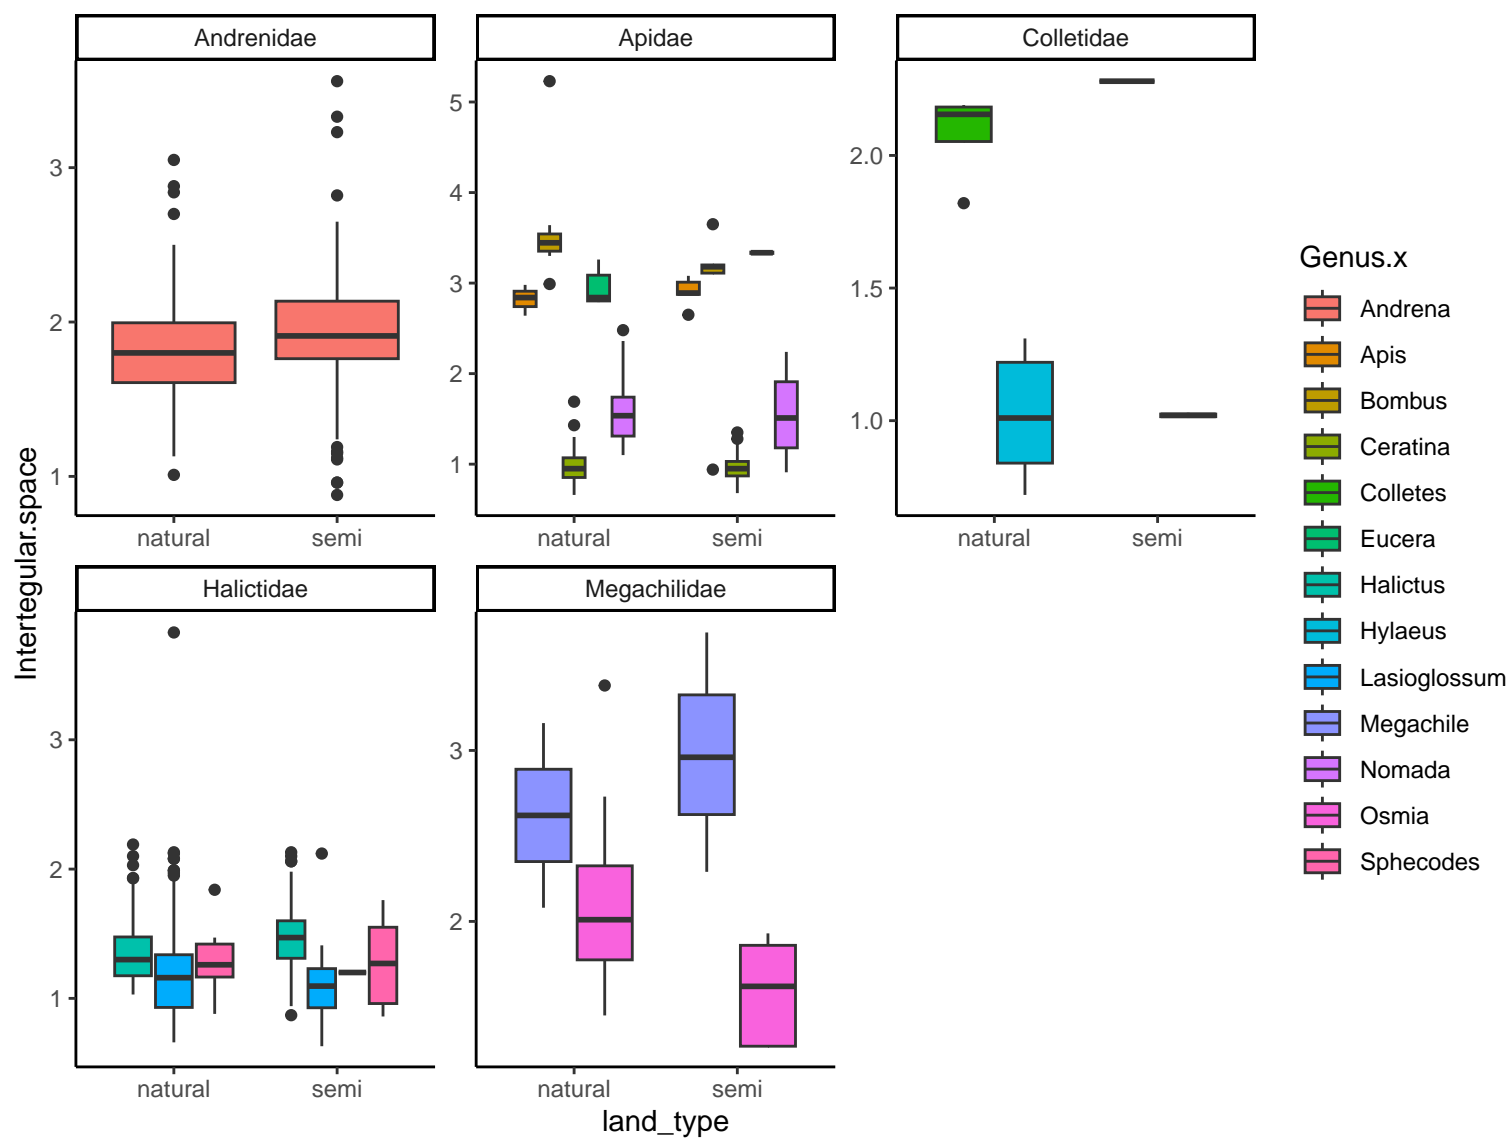 Andrenidae
Apidae
Colletidae
3
2
1
natural
semi
5
4
3
2
1
natural
semi
2.0
1.5
1.0
natural
semi
Intertegular.space
Halictidae
Megachilidae
3
2
1
natural
semi
3
2
natural
semi
land_type
Genus.x
Andrena
Apis
Bombus
Ceratina
Colletes
Eucera
Halictus
Hylaeus
Lasioglossum
Megachile
Nomada
Osmia
Sphecodes